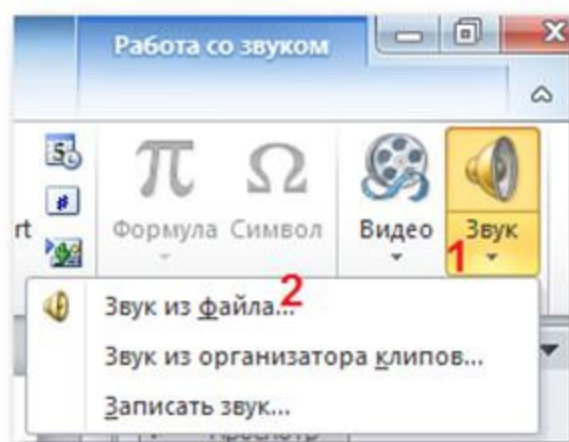 Работа со звуком
π Ω
rt Формула Символ Видео Звук
1
Звук из файла...
2
Звук из организатора клипов...
Записать звук...